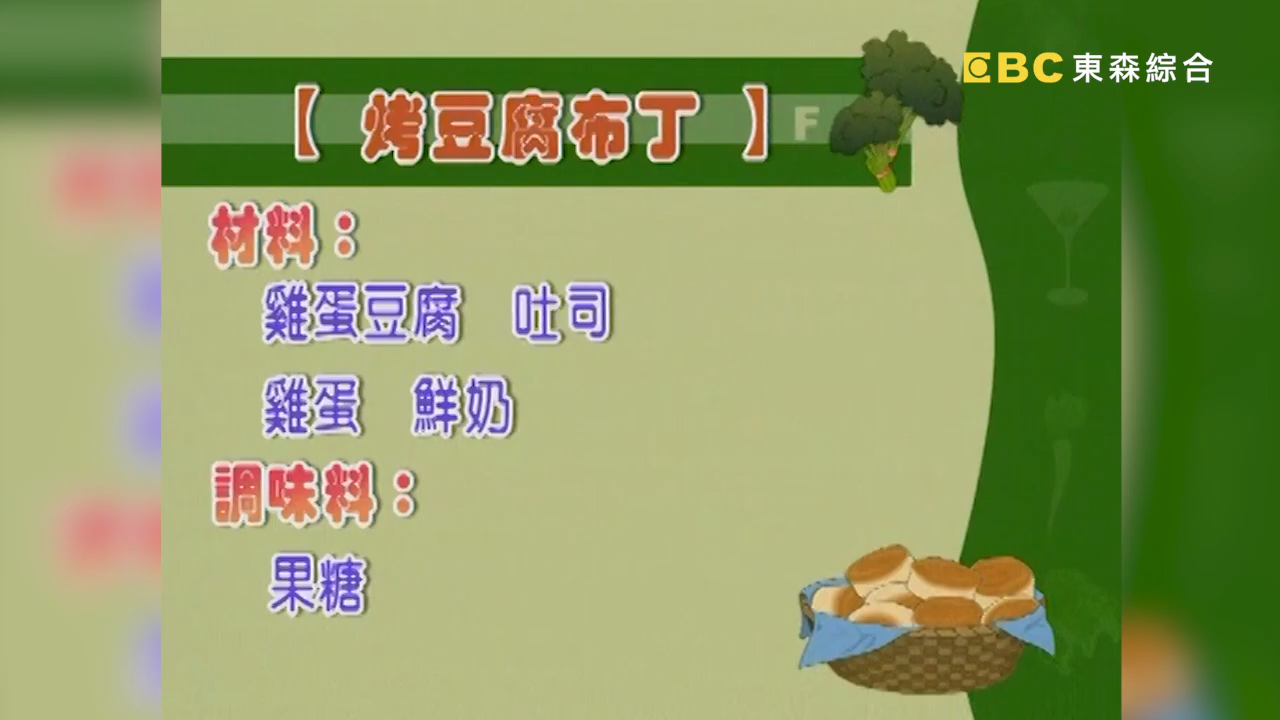 EBC 東森綜合
【 烤豆腐布丁 】 F
材料：
雞蛋豆腐 吐司
雞蛋 鮮奶
調味料：
果糖